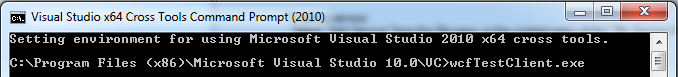 Visual Studio x64 Cross Tools Command Prompt (2010)
Setting environment for using Microsoft Visual Studio 2010 x64 cross tools.
C:\Program Files (x86)\Microsoft Visual Studio 10.0\VC>wcfTestClient.exe